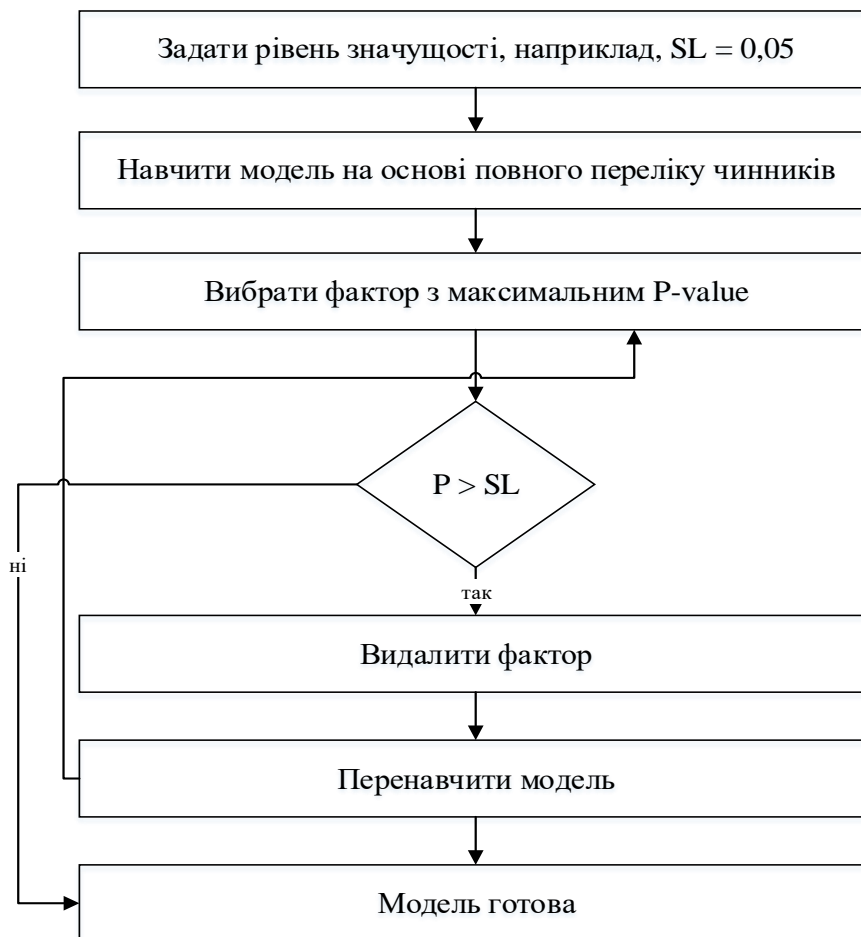 Задати рівень значущості, наприклад, SL = 0,05
Навчити модель на основі повного переліку чинників
Вибрати фактор з максимальним P-value
P > SL
ні
так
Видалити фактор
Перенавчити модель
Модель готова